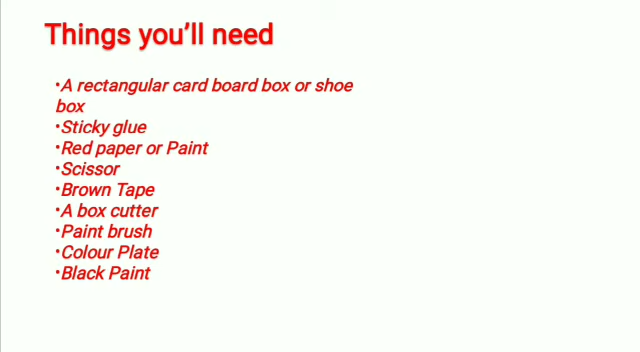 Things you’ll need
•A rectangular card board box or shoe
box
•Sticky glue
•Red paper or Paint
•Scissor
•Brown Tape
•A box cutter
•Paint brush
•Colour Plate
•Black Paint